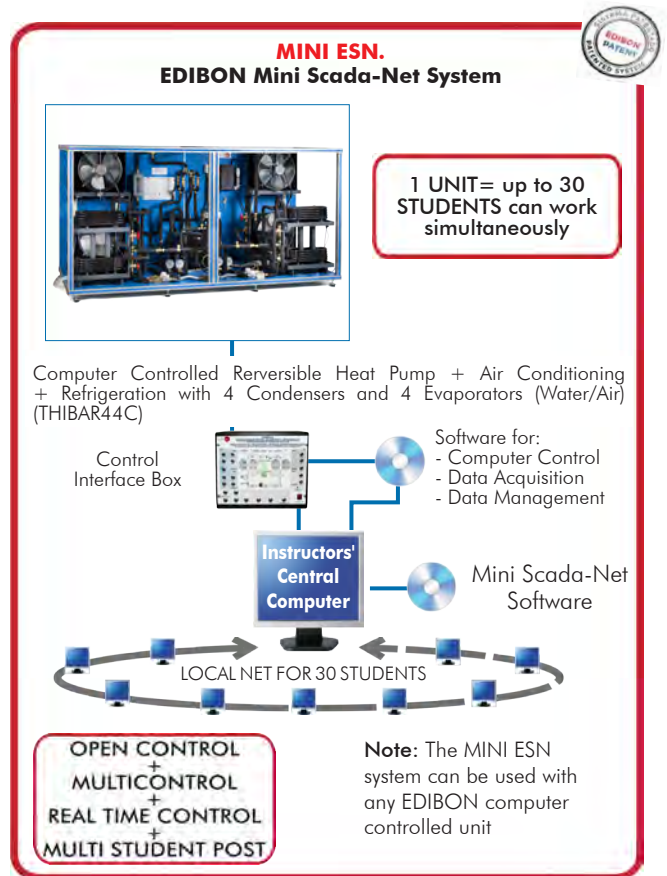 MINI ESN.
EDIBON Mini Scada-Net System
EDIBON
PATENT
PATENTED SYSTEM
1 UNIT= up to 30
STUDENTS can work
simultaneously
Computer Controlled Rerversible Heat Pump + Air Conditioning
+ Refrigeration with 4 Condensers and 4 Evaporators (Water/Air)
(THIBAR44C)
Control
Interface Box
Software for:
- Computer Control
- Data Acquisition
- Data Management
Instructors'
Central
Computer
Mini Scada-Net
Software
LOCAL NET FOR 30 STUDENTS
OPEN CONTROL
+
MULTICONTROL
+
REAL TIME CONTROL
+
MULTI STUDENT POST
Note: The MINI ESN
system can be used with
any EDIBON computer
controlled unit